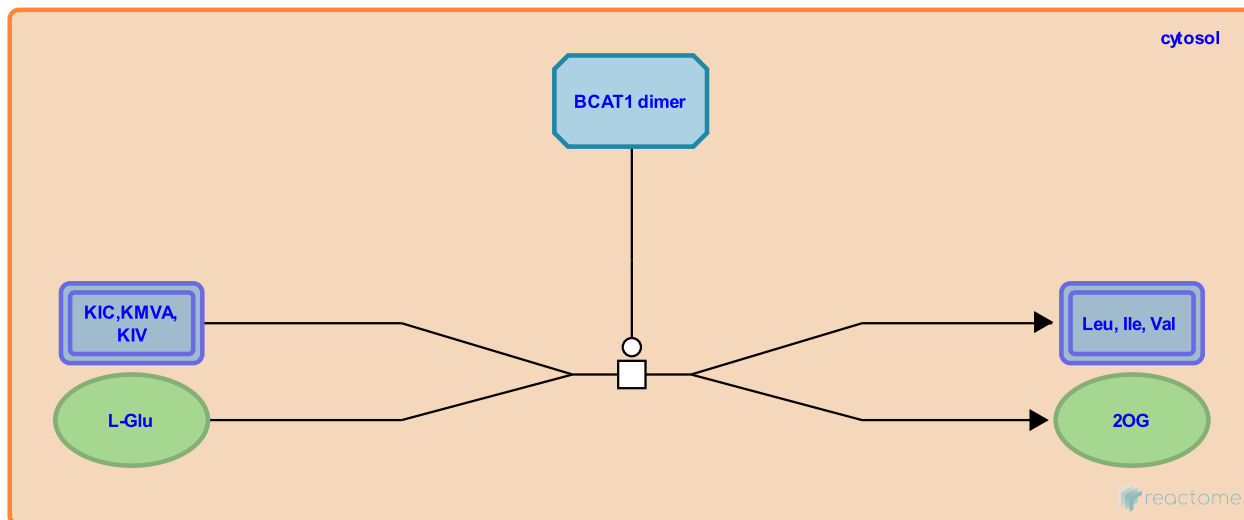 cytosol
BCAT1 dimer
KIC,KMVA,
KIV
Leu, Ile, Val
L-Glu
2OG
reactome